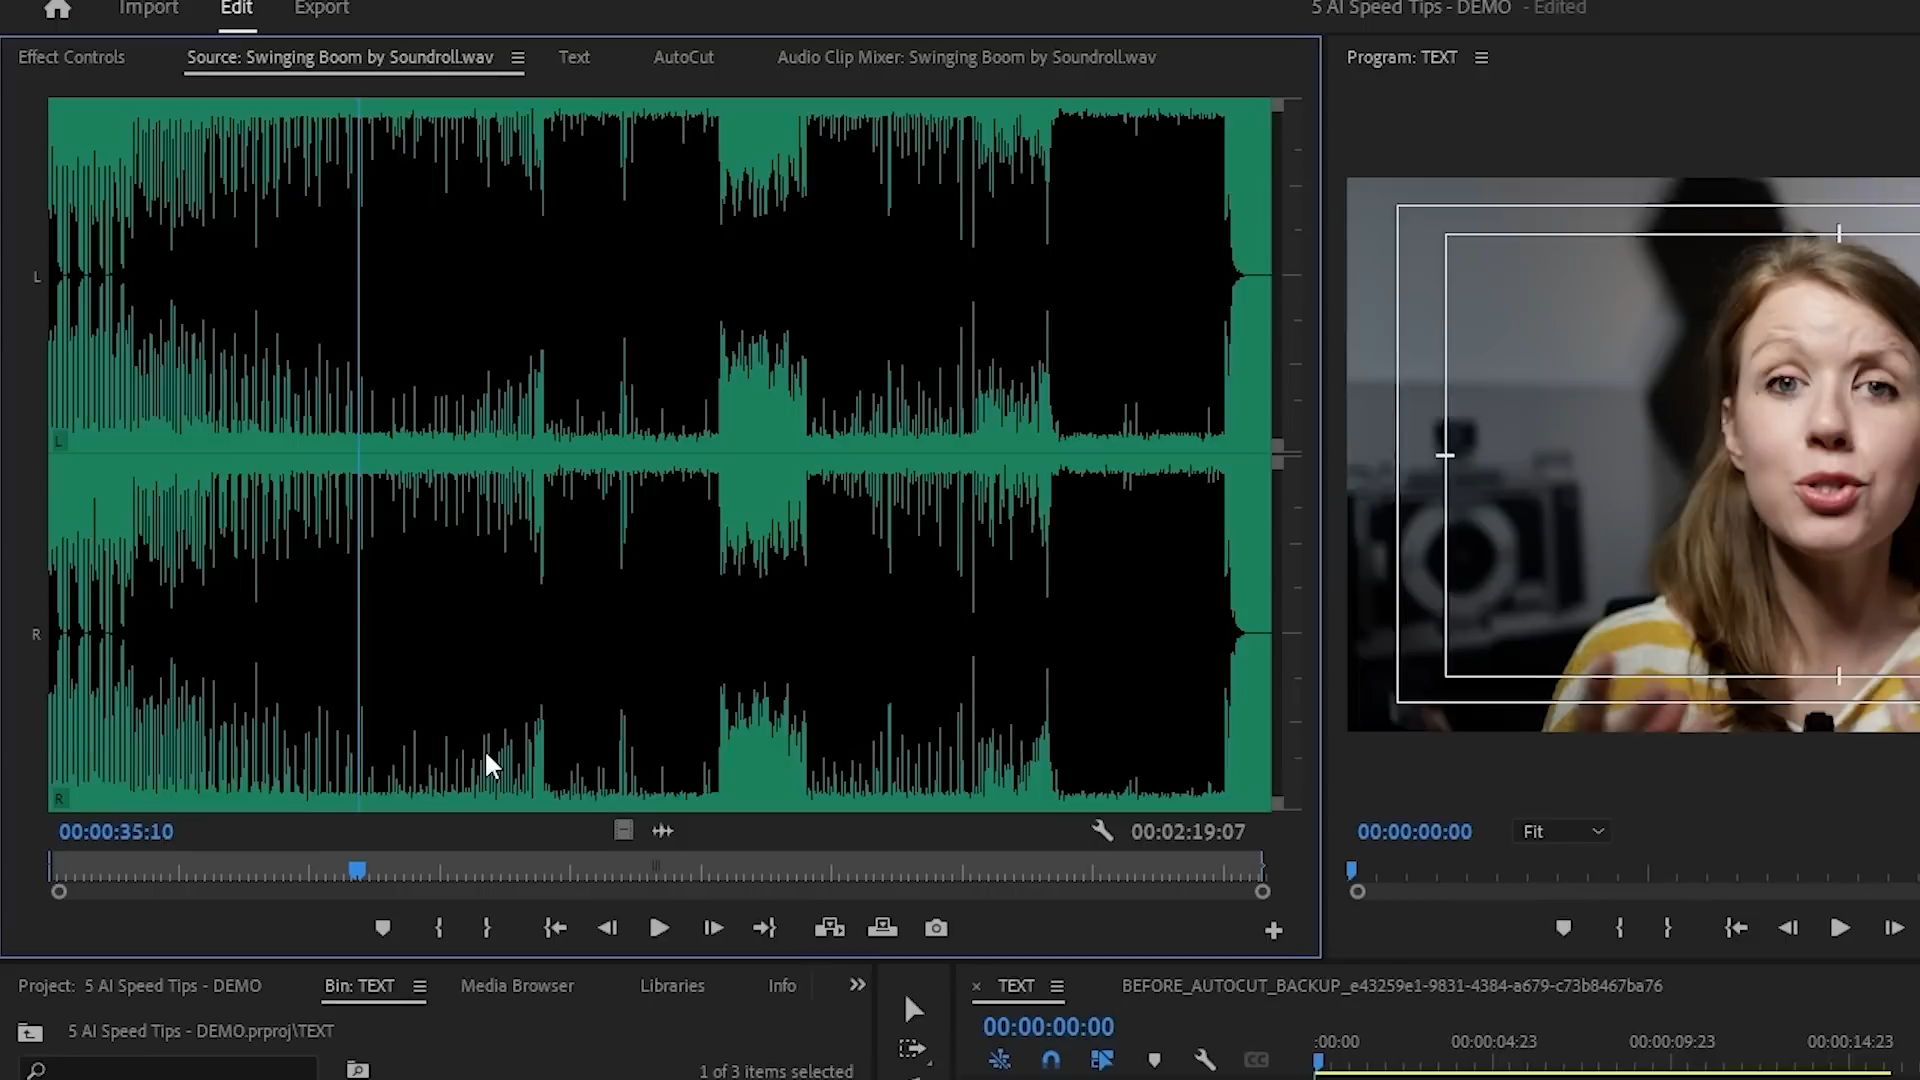 Import Edit Export 5 AI Speed Tips - DEMO - Edited
Effect Controls Source: Swinging Boom by Soundroll.wav Text AutoCut Audio Clip Mixer: Swinging Boom by Soundroll.wav Program: TEXT
L
L
R
R
00:00:35:10 00:02:19:07 00:00:00:00 Fit
Project: 5 AI Speed Tips - DEMO Bin: TEXT Media Browser Libraries Info TEXT BEFORE_AUTOCUT_BACKUP_e43259e1-9831-4384-a679-c73b8467ba76
5 AI Speed Tips - DEMO.prproj\TEXT 00:00:00:00
:00:00 00:00:04:23 00:00:09:23 00:00:14:23
CC
1 of 3 items selected